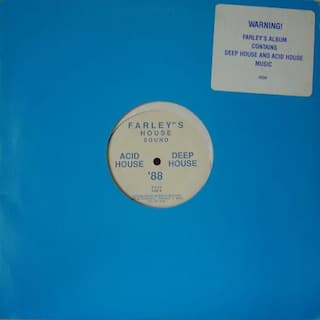 WARNING!
FARLEY'S ALBUM
CONTAINS
DEEP HOUSE AND ACID HOUSE
MUSIC
FARLEY"S
HOUSE
SOUND
ACID DEEP
HOUSE HOUSE
'88